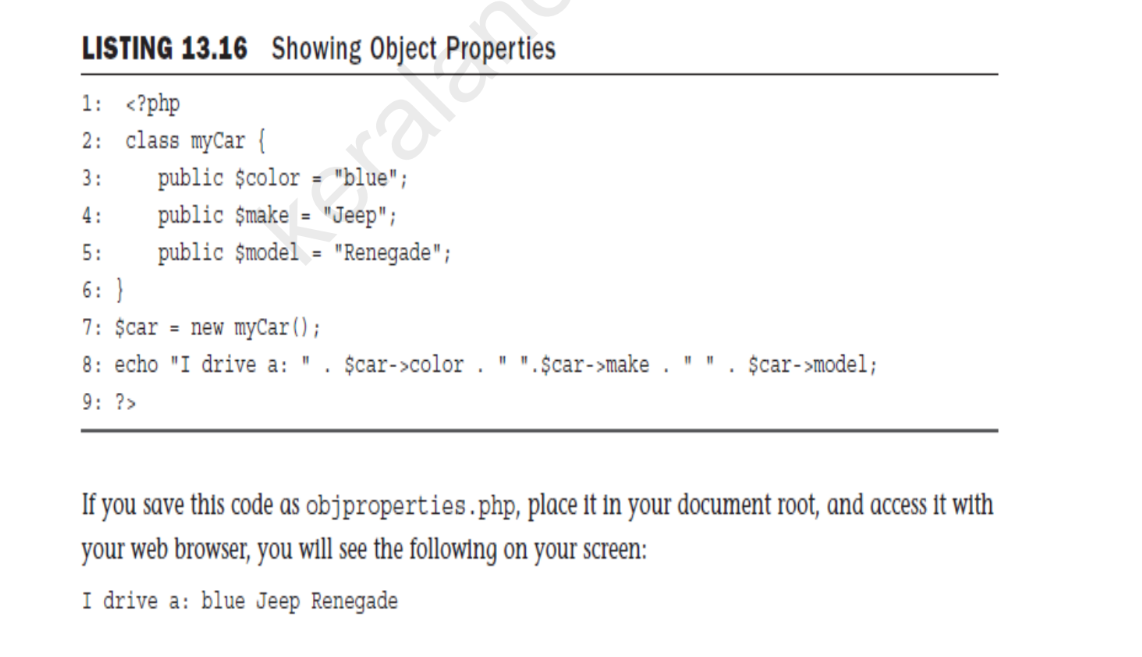 LISTING 13.16 Showing Object Properties
1: <?php
2: class myCar {
3: public $color = "blue";
4: public $make = "Jeep";
5: public $model = "Renegade";
6: }
7: $car = new myCar();
8: echo "I drive a: " . $car->color . " ".$car->make . " " . $car->model;
9: ?>
If you save this code as objproperties.php, place it in your document root, and access it with
your web browser, you will see the following on your screen:
I drive a: blue Jeep Renegade